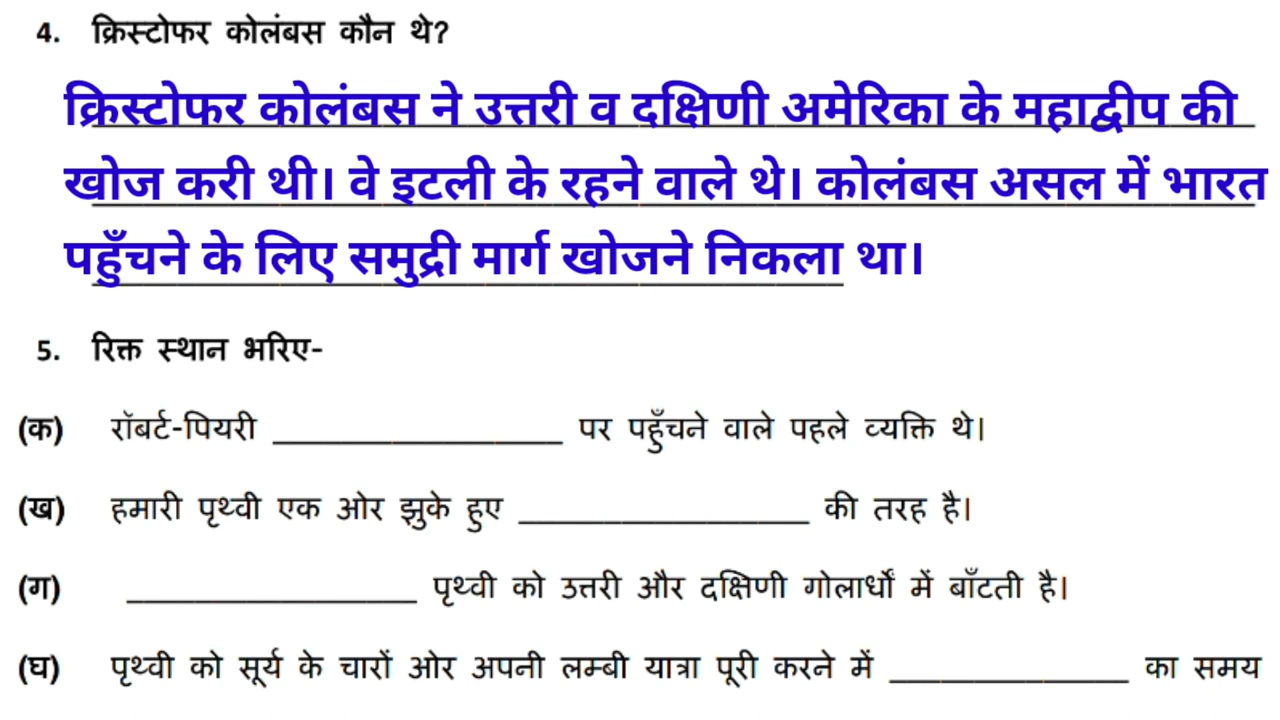 4. क्रिस्टोफर कोलंबस कौन थे?
क्रिस्टोफर कोलंबस ने उत्तरी व दक्षिणी अमेरिका के महाद्वीप की
खोज करी थी। वे इटली के रहने वाले थे। कोलंबस असल में भारत
पहुँचने के लिए समुद्री मार्ग खोजने निकला था।
5. रिक्त स्थान भरिए-
(क) रॉबर्ट-पियरी ________________ पर पहुँचने वाले पहले व्यक्ति थे।
(ख) हमारी पृथ्वी एक ओर झुके हुए ________________ की तरह है।
(ग) ________________ पृथ्वी को उत्तरी और दक्षिणी गोलार्धों में बाँटती है।
(घ) पृथ्वी को सूर्य के चारों ओर अपनी लम्बी यात्रा पूरी करने में _____________ का समय